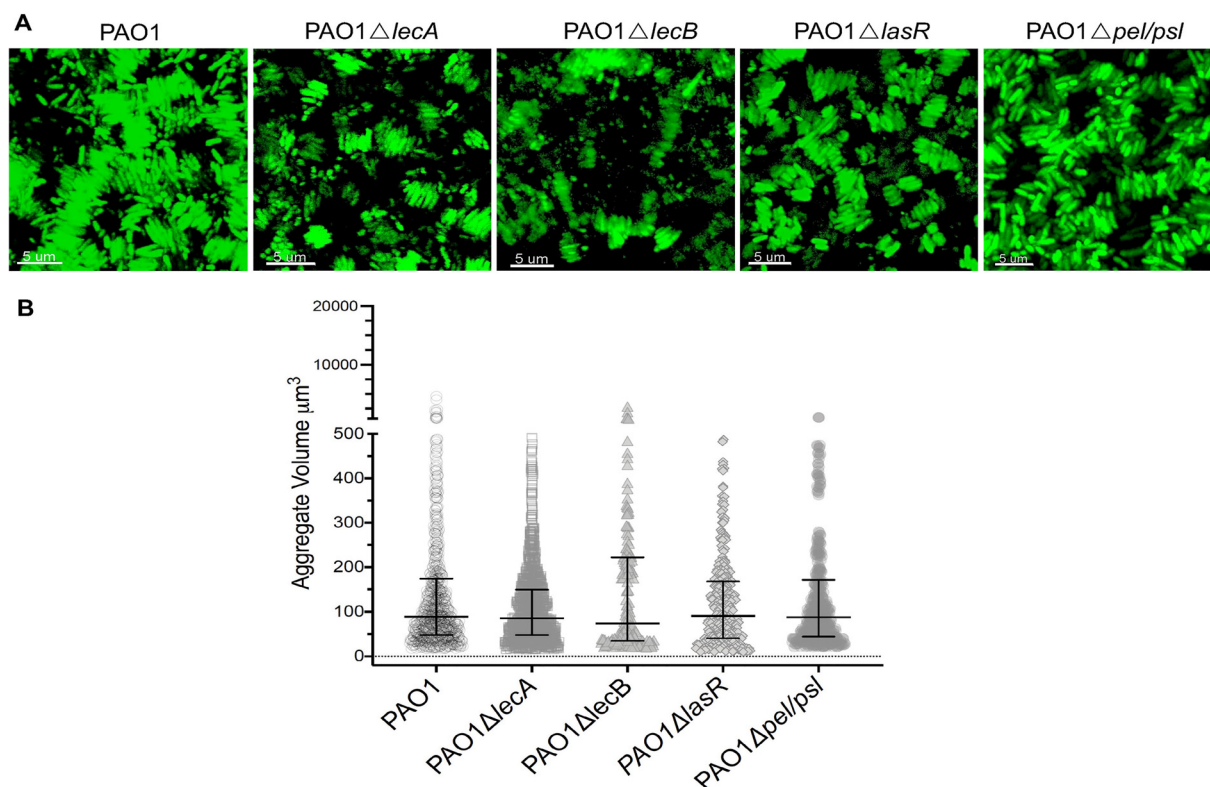 A
PAO1
PAO1△lecA
PAO1△lecB
PAO1△lasR
PAO1△pel/psl
5 um
5 um
5 um
5 um
5 um
B
Aggregate Volume μm³
20000
10000
500
400
300
200
100
0
PAO1
PAO1ΔlecA
PAO1ΔlecB
PAO1ΔlasR
PAO1Δpel/psl